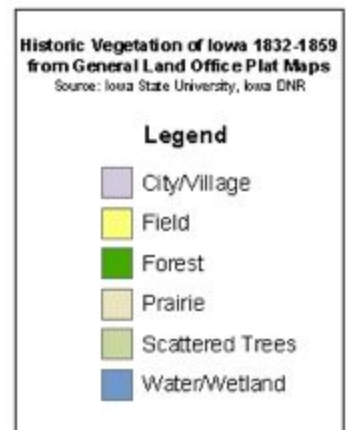 Historic Vegetation of Iowa 1832-1859
from General Land Office Plat Maps
Source: Iowa State University, Iowa DNR
Legend
City/Village
Field
Forest
Prairie
Scattered Trees
Water/Wetland